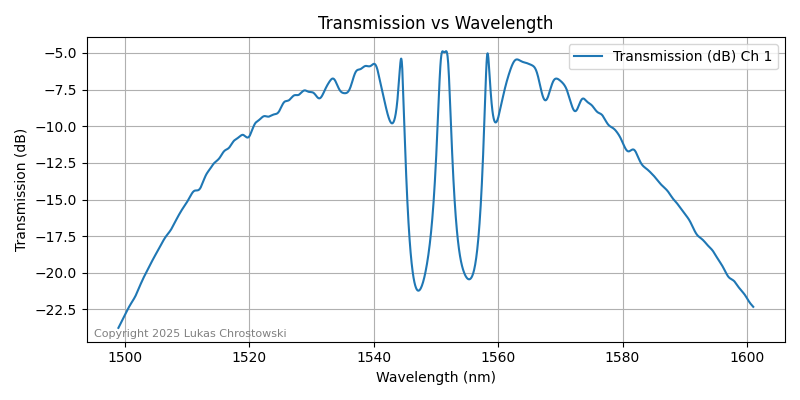 Transmission vs Wavelength
Transmission (dB) Ch 1
Transmission (dB)
−5.0
−7.5
−10.0
−12.5
−15.0
−17.5
−20.0
−22.5
Copyright 2025 Lukas Chrostowski
1500 1520 1540 1560 1580 1600
Wavelength (nm)